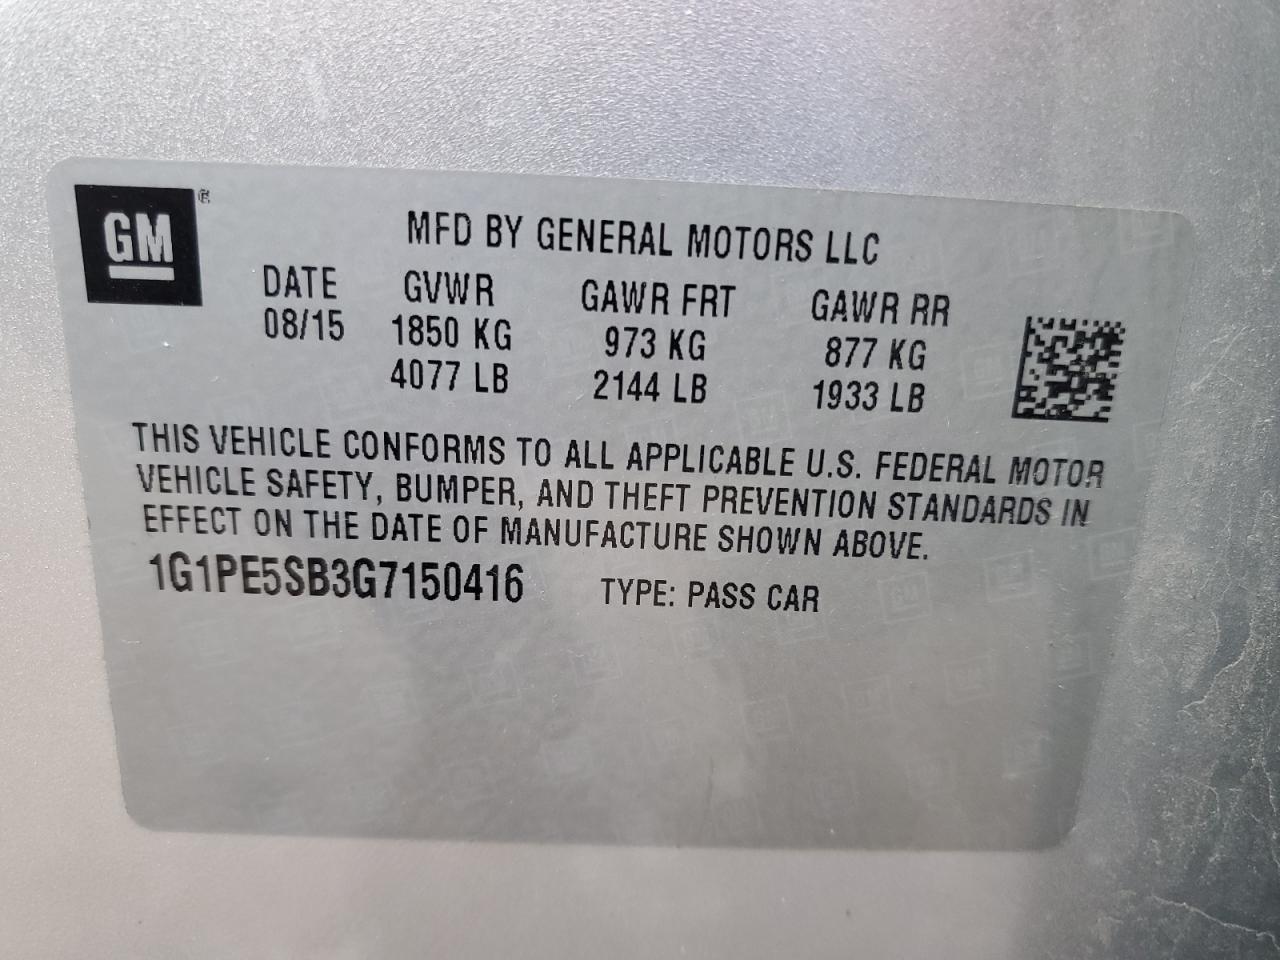 GM
MFD BY GENERAL MOTORS LLC
DATE GVWR GAWR FRT GAWR RR
08/15 1850 KG 973 KG 877 KG
4077 LB 2144 LB 1933 LB
THIS VEHICLE CONFORMS TO ALL APPLICABLE U.S. FEDERAL MOTOR
VEHICLE SAFETY, BUMPER, AND THEFT PREVENTION STANDARDS IN
EFFECT ON THE DATE OF MANUFACTURE SHOWN ABOVE.
1G1PE5SB3G7150416 TYPE: PASS CAR